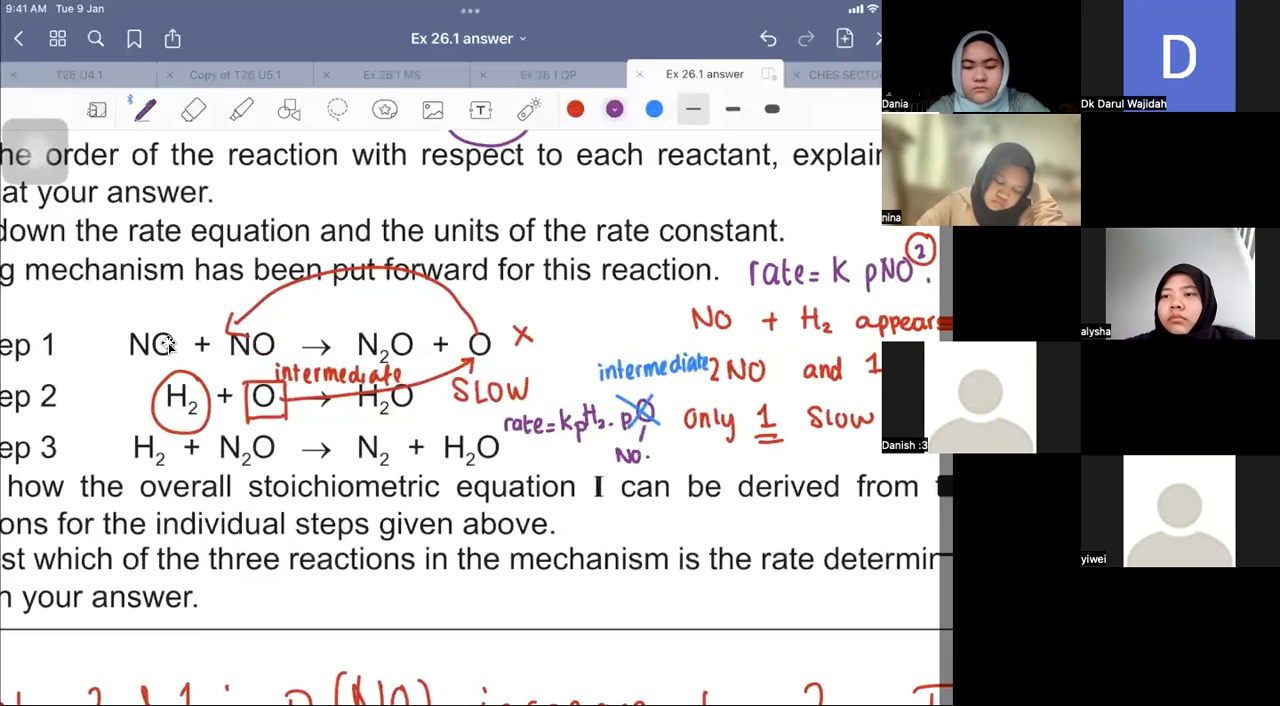 9:41 AM Tue 9 Jan
Ex 26.1 answer
T26 U4.1
Copy of T26 U5.1
Ex 26.1 answer
he order of the reaction with respect to each reactant, explain
at your answer.
down the rate equation and the units of the rate constant.
g mechanism has been put forward for this reaction.
rate = K pNO².
NO + H₂ appears
ep 1 NO + NO → N₂O + O ×
intermediate
intermediate 2NO and 1
ep 2 H₂ + O → H₂O SLOW
rate = kpH₂. pO only 1 slow
NO.
ep 3 H₂ + N₂O → N₂ + H₂O
how the overall stoichiometric equation I can be derived from
ons for the individual steps given above.
st which of the three reactions in the mechanism is the rate determin
n your answer.
Dania
D
Dk Darul Wajidah
nina
alysha
Danish :3
yiwei